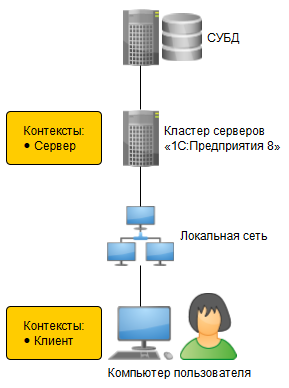 СУБД
Контексты:
• Сервер
Кластер серверов
«1С:Предприятия 8»
Локальная сеть
Контексты:
• Клиент
Компьютер пользователя